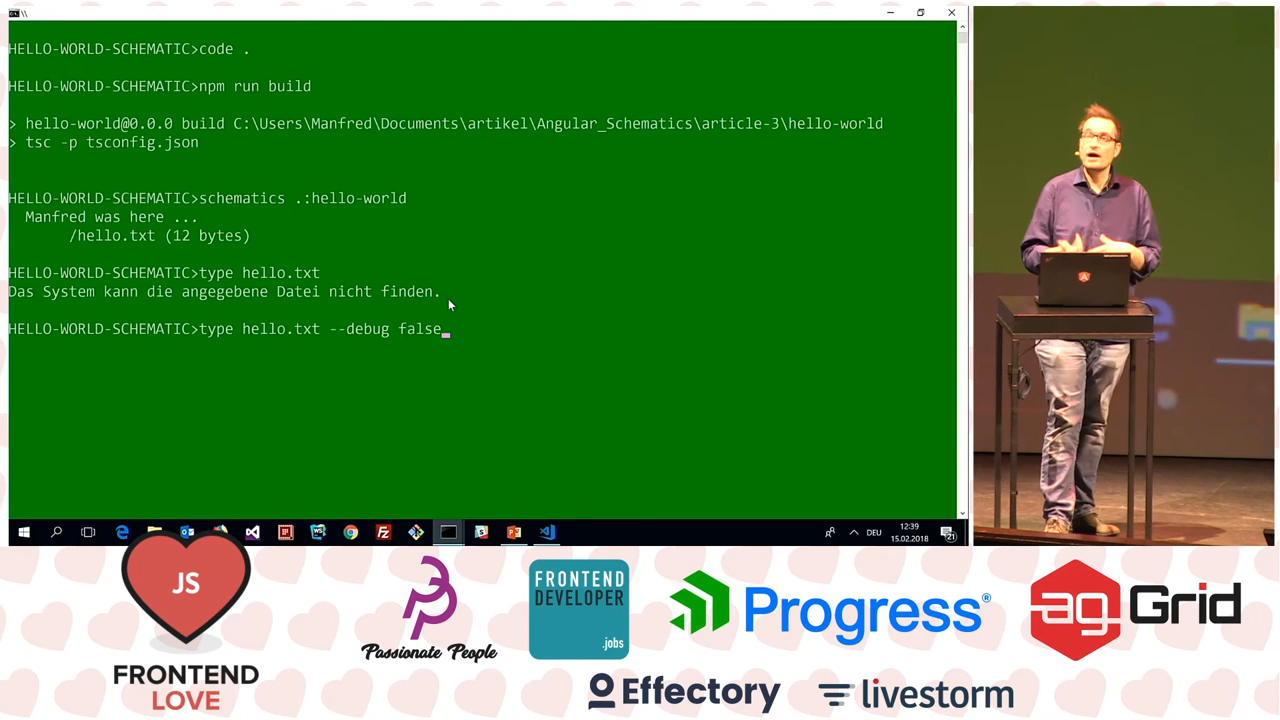 HELLO-WORLD-SCHEMATIC>code .
HELLO-WORLD-SCHEMATIC>npm run build
> hello-world@0.0.0 build C:\Users\Manfred\Documents\artikel\Angular_Schematics\article-3\hello-world
> tsc -p tsconfig.json
HELLO-WORLD-SCHEMATIC>schematics .:hello-world
Manfred was here ...
/hello.txt (12 bytes)
HELLO-WORLD-SCHEMATIC>type hello.txt
Das System kann die angegebene Datei nicht finden.
HELLO-WORLD-SCHEMATIC>type hello.txt --debug false
DEU
12:39
15.02.2018
21
JS
FRONTEND
LOVE
Passionate People
FRONTEND
DEVELOPER
.jobs
Progress®
ag Grid
Effectory
livestorm